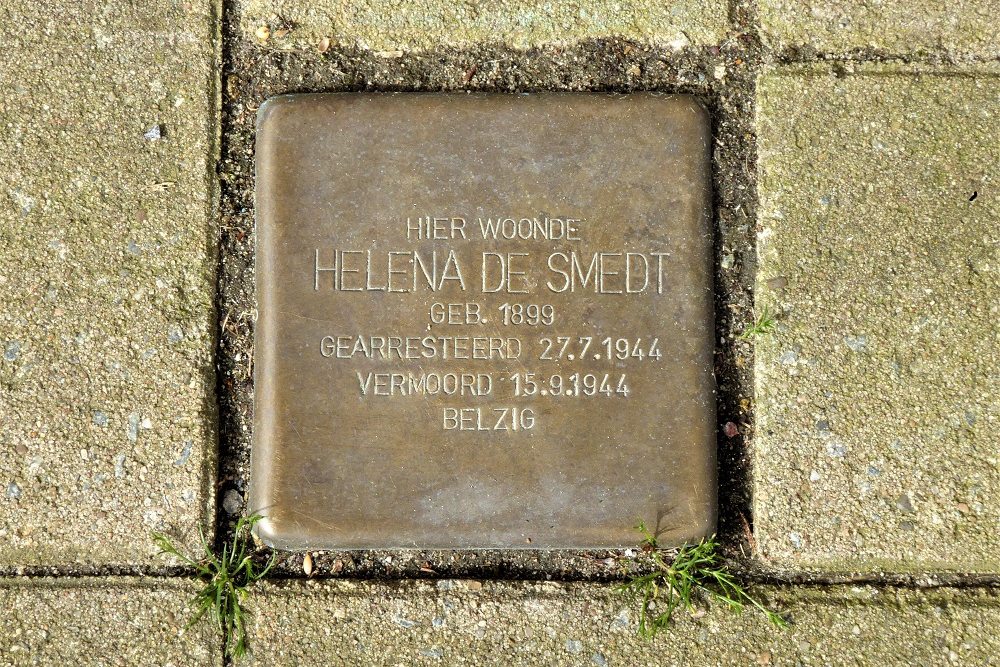 HIER WOONDE
HELENA DE SMEDT
GEB. 1899
GEARRESTEERD 27.7.1944
VERMOORD 15.9.1944
BELZIG